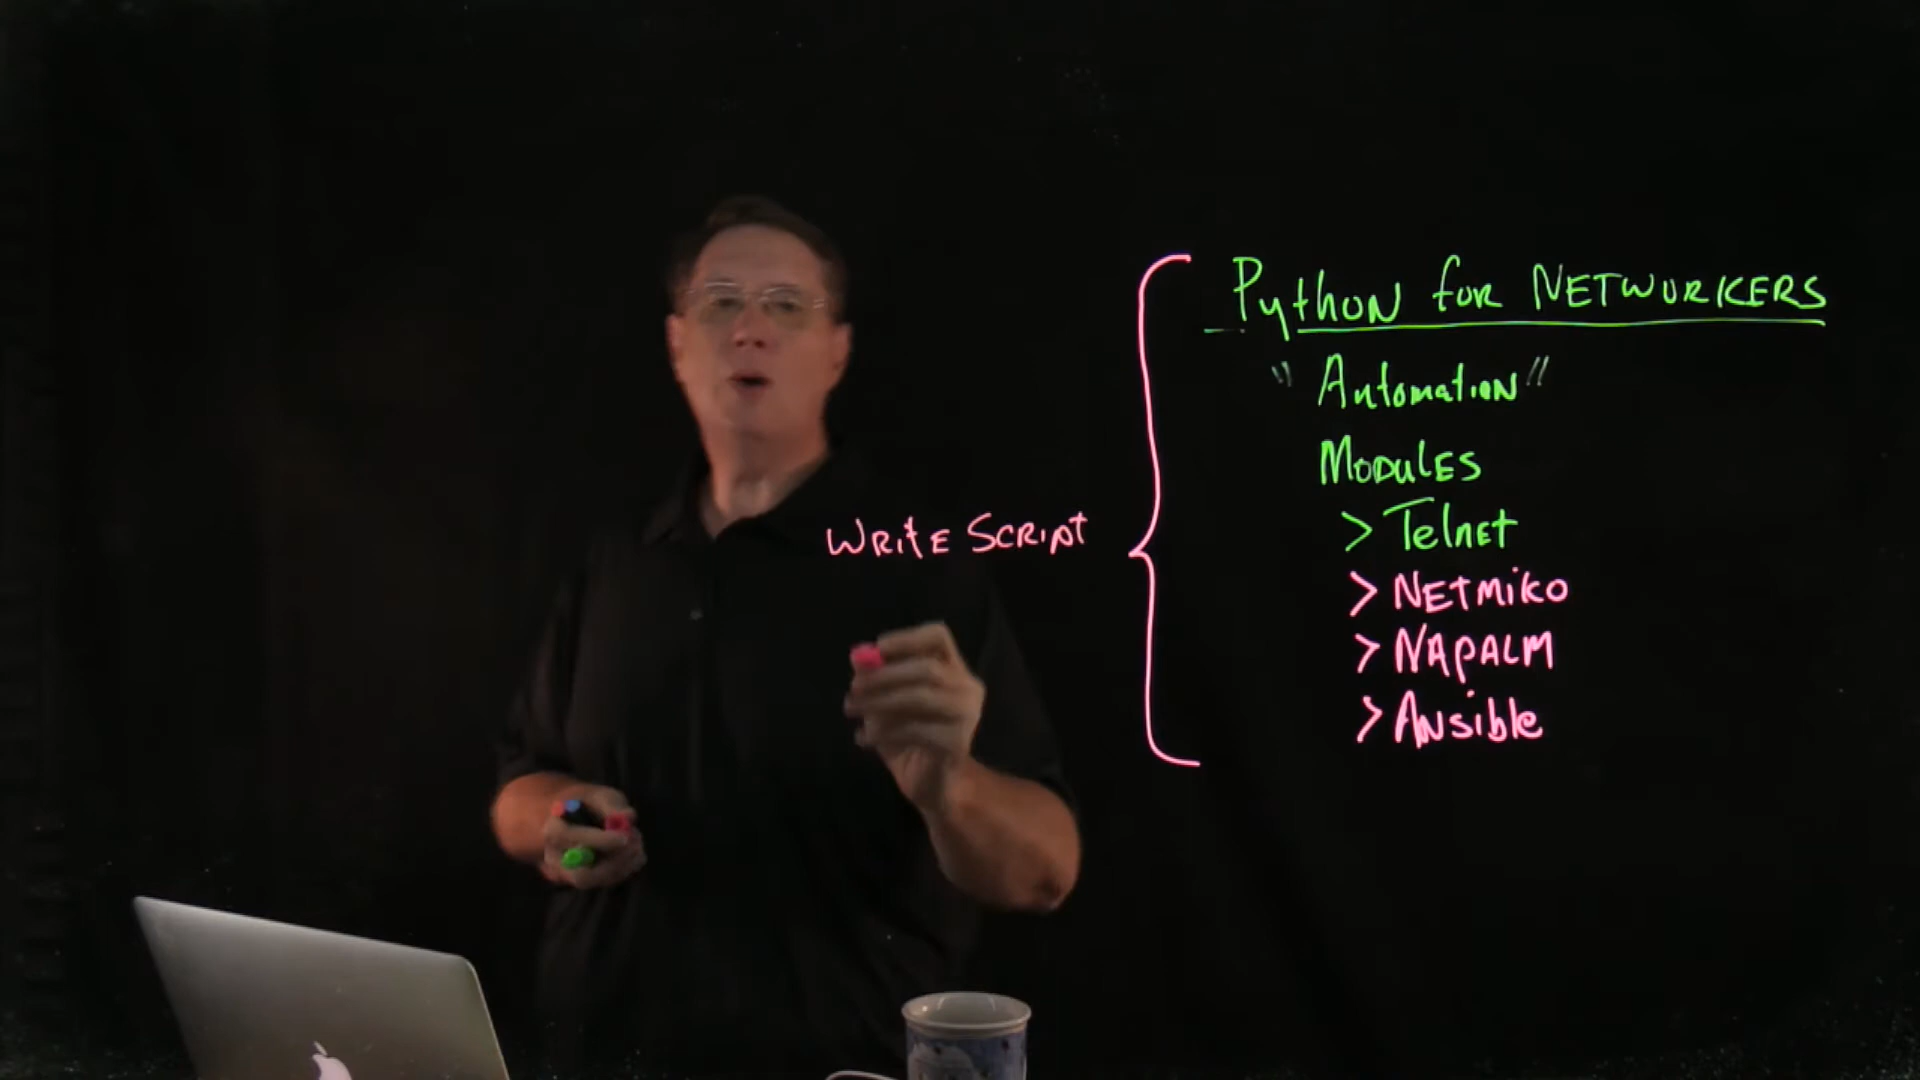 Python for NETWORKERS
"Automation"
Modules
> Telnet
> NETMIKO
> NAPALM
> Ansible
WRITE SCRIPT